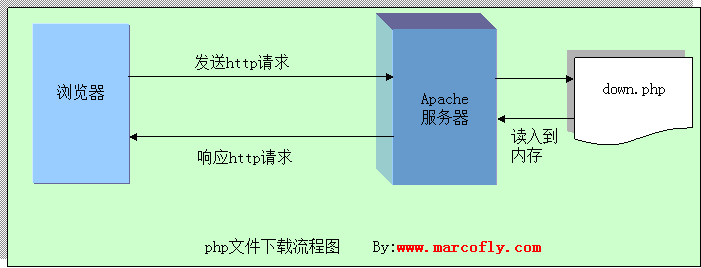 发送http请求
浏览器
Apache
服务器
down.php
响应http请求
读入到
内存
php文件下载流程图 By:www.marcofly.com